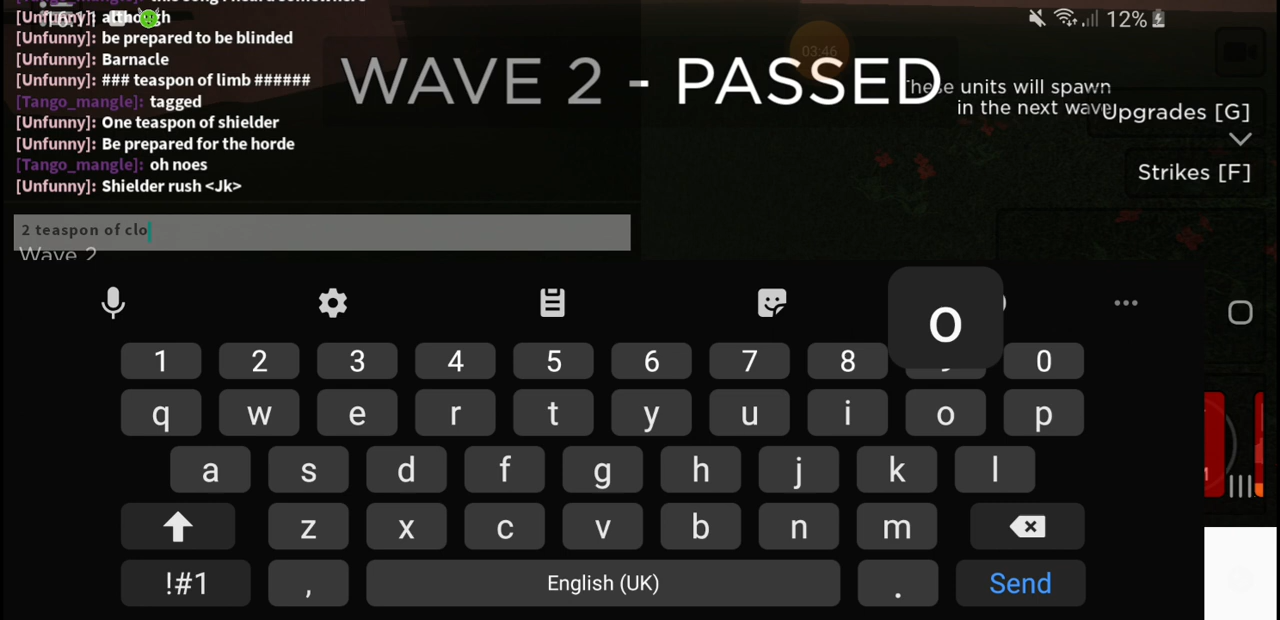 [Unfunny]: although
[Unfunny]: be prepared to be blinded
[Unfunny]: Barnacle
[Unfunny]: ### teaspon of limb ######
[Tango_mangle]: tagged
[Unfunny]: One teaspon of shielder
[Unfunny]: Be prepared for the horde
[Tango_mangle]: oh noes
[Unfunny]: Shielder rush <Jk>
2 teaspon of clo
Wave 2
WAVE 2 - PASSED
03:46
12%
These units will spawn
in the next wave
Upgrades [G]
Strikes [F]
o
1 2 3 4 5 6 7 8 9 0
q w e r t y u i o p
a s d f g h j k l
z x c v b n m
!#1 , English (UK) . Send